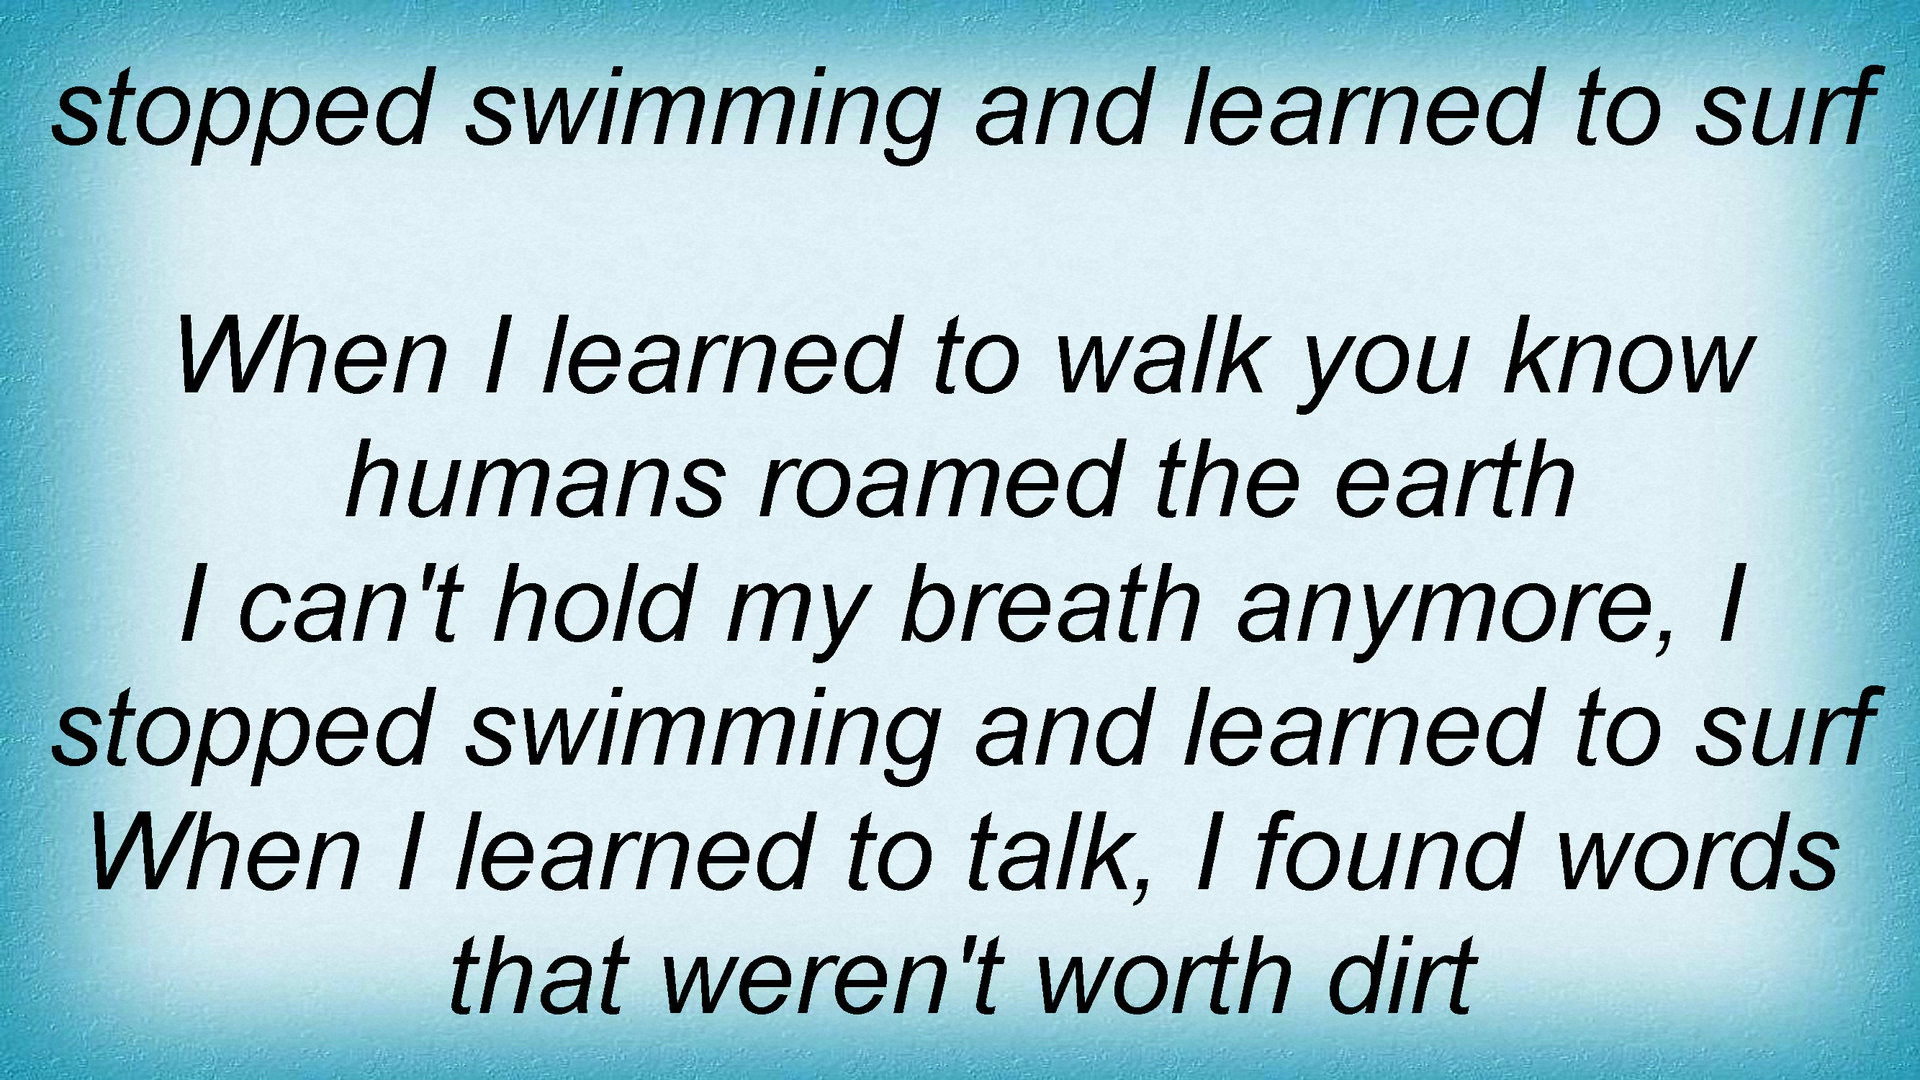 stopped swimming and learned to surf
When I learned to walk you know
humans roamed the earth
I can't hold my breath anymore, I
stopped swimming and learned to surf
When I learned to talk, I found words
that weren't worth dirt